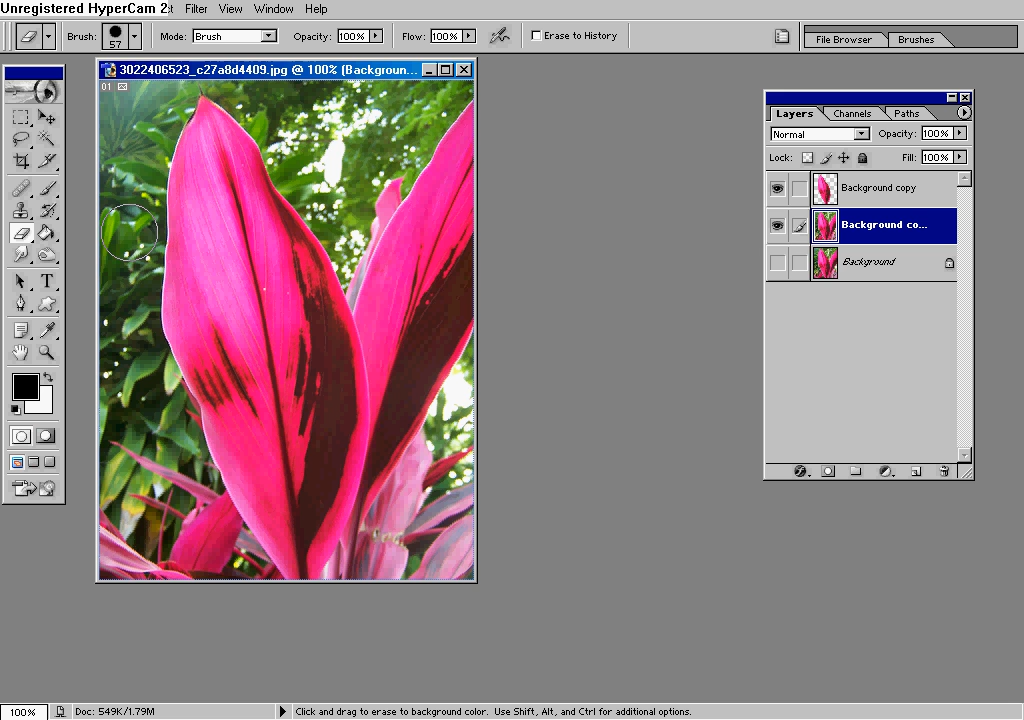 Unregistered HyperCam 2 Filter View Window Help
Brush: 57 Mode: Brush Opacity: 100% Flow: 100% Erase to History File Browser Brushes
3022406523_c27a8d4409.jpg @ 100% (Backgroun...
01
Layers Channels Paths
Normal Opacity: 100%
Lock: Fill: 100%
Background copy
Background co...
Background
T
100% Doc: 549K/1.79M Click and drag to erase to background color. Use Shift, Alt, and Ctrl for additional options.